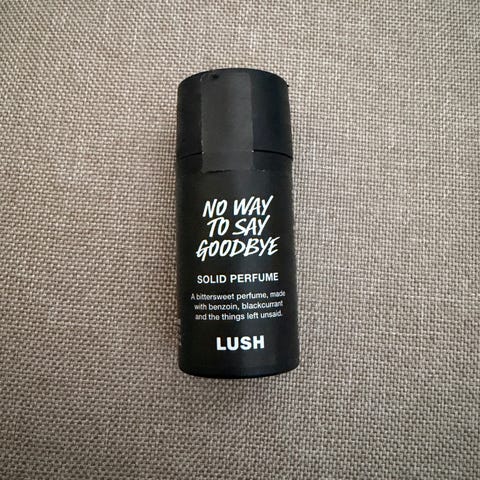 NO WAY
TO SAY
GOODBYE
SOLID PERFUME
A bittersweet perfume, made
with benzoin, blackcurrant
and the things left unsaid.
LUSH